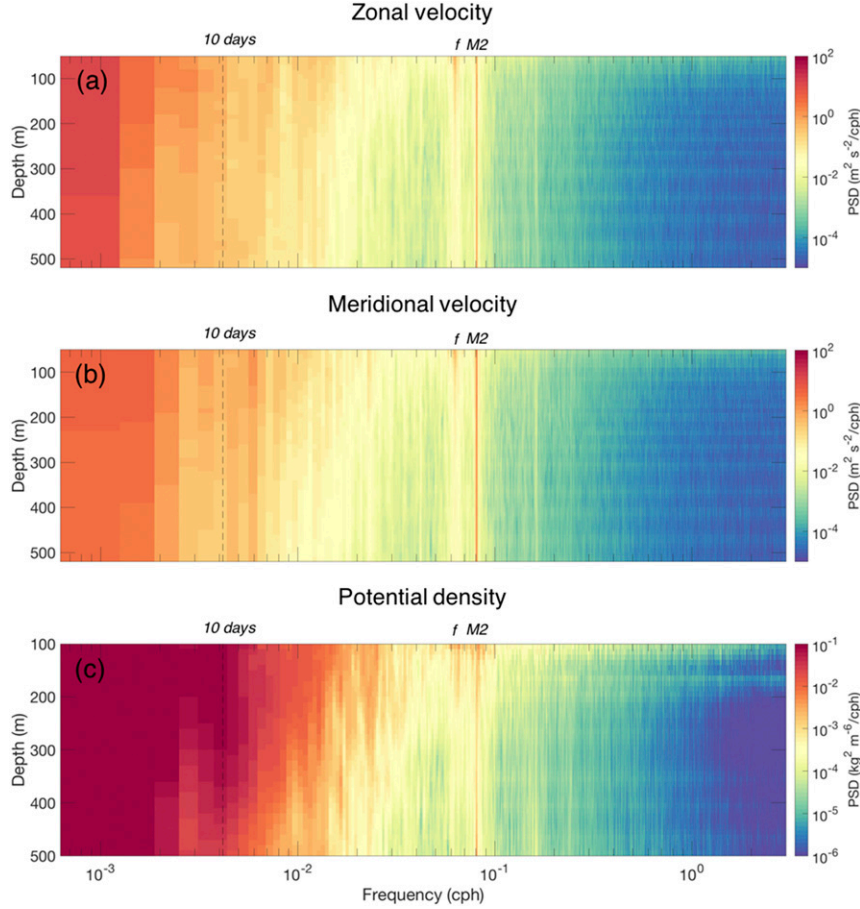 Zonal velocity
10 days
f M2
(a)
100
200
300
400
500
Depth (m)
10^2
10^0
10^-2
10^-4
PSD (m^2 s^-2/cph)
Meridional velocity
10 days
f M2
(b)
100
200
300
400
500
Depth (m)
10^2
10^0
10^-2
10^-4
PSD (m^2 s^-2/cph)
Potential density
10 days
f M2
(c)
100
200
300
400
500
Depth (m)
10^-1
10^-2
10^-3
10^-4
10^-5
10^-6
PSD (kg^2 m^-6/cph)
10^-3
10^-2
10^-1
10^0
Frequency (cph)